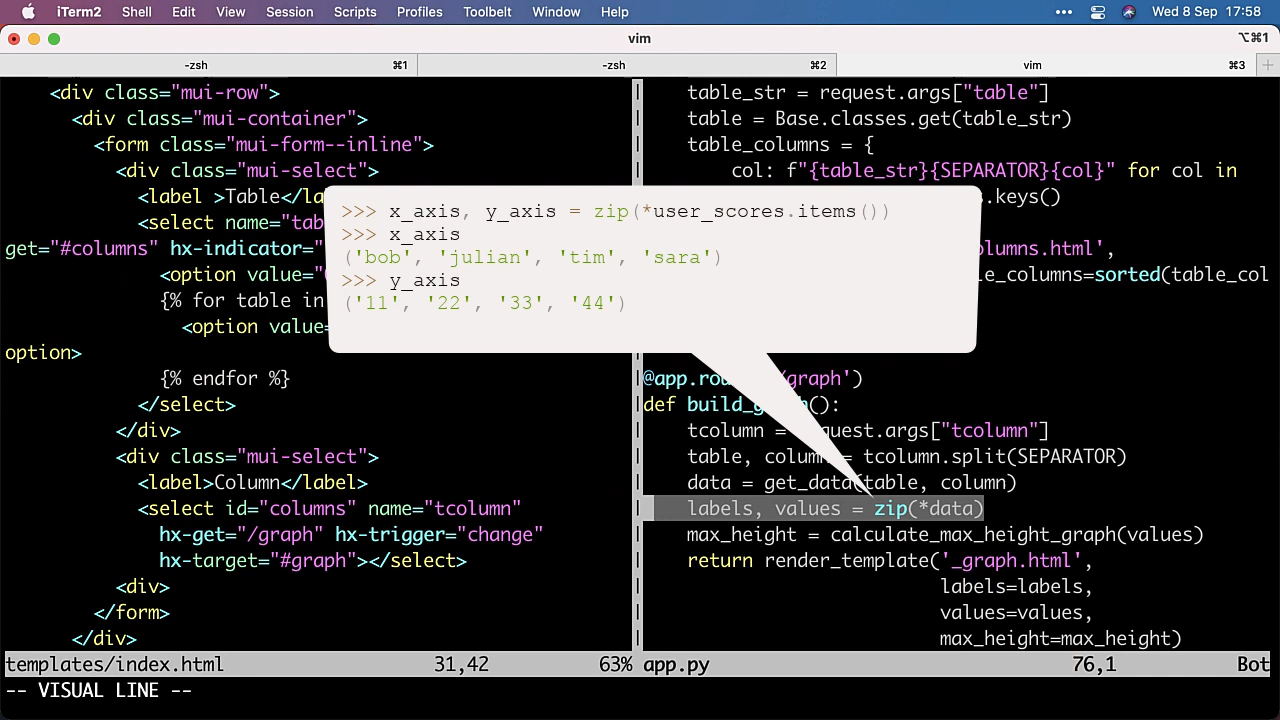 iTerm2 Shell Edit View Session Scripts Profiles Toolbelt Window Help ••• Wed 8 Sep 17:58
vim ⌥⌘1
-zsh ⌘1 -zsh ⌘2 vim ⌘3 +
<div class="mui-row">
<div class="mui-container">
<form class="mui-form--inline">
<div class="mui-select">
<label >Table</la
<select name="tab
get="#columns" hx-indicator="
<option value="
{% for table in
<option value=
option>
{% endfor %}
</select>
</div>
<div class="mui-select">
<label>Column</label>
<select id="columns" name="tcolumn"
hx-get="/graph" hx-trigger="change"
hx-target="#graph"></select>
<div>
</form>
</div>
templates/index.html 31,42 63%
-- VISUAL LINE --
table_str = request.args["table"]
table = Base.classes.get(table_str)
table_columns = {
col: f"{table_str}{SEPARATOR}{col}" for col in
s.keys()
olumns.html',
le_columns=sorted(table_col
@app.rou /graph')
def build_g h():
tcolumn = quest.args["tcolumn"]
table, column = tcolumn.split(SEPARATOR)
data = get_data(table, column)
labels, values = zip(*data)
max_height = calculate_max_height_graph(values)
return render_template('_graph.html',
labels=labels,
values=values,
max_height=max_height)
app.py 76,1 Bot
>>> x_axis, y_axis = zip(*user_scores.items())
>>> x_axis
('bob', 'julian', 'tim', 'sara')
>>> y_axis
('11', '22', '33', '44')